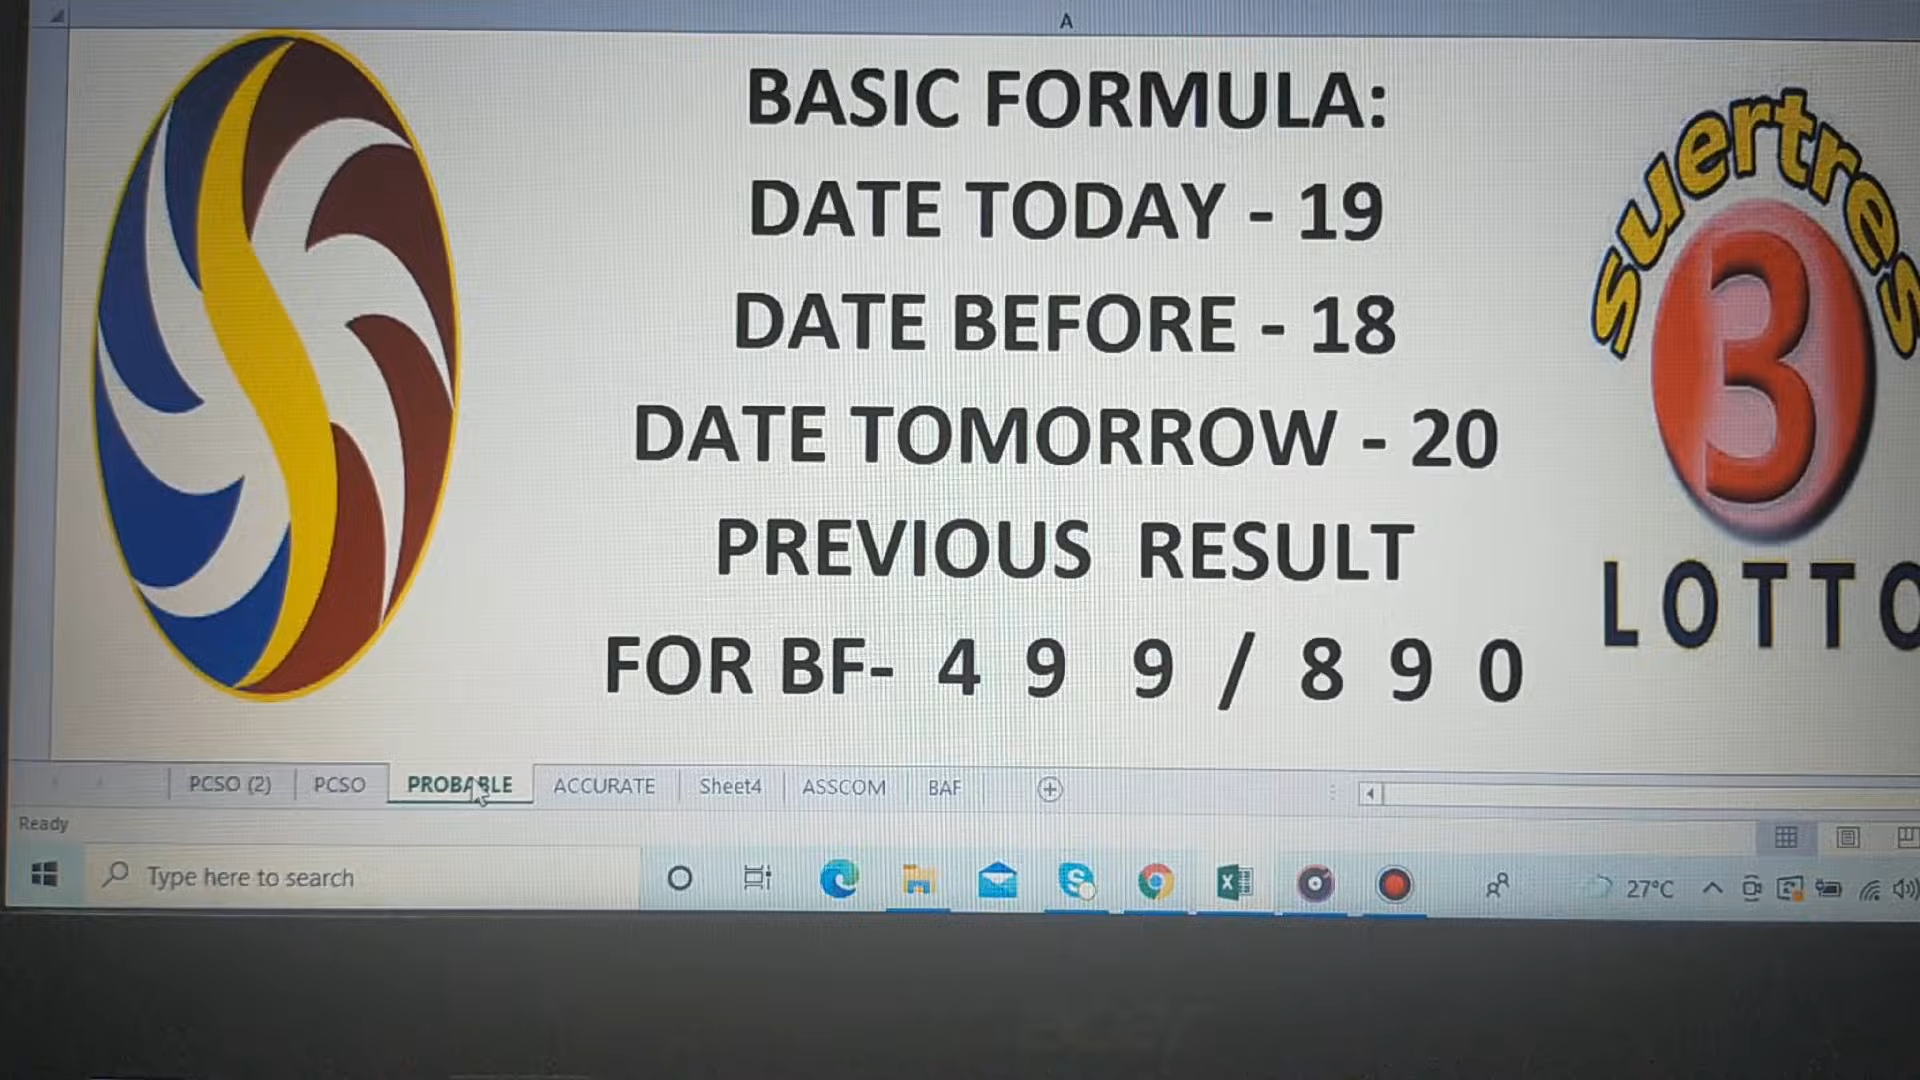 A
BASIC FORMULA:
DATE TODAY - 19
DATE BEFORE - 18
DATE TOMORROW - 20
PREVIOUS RESULT
FOR BF- 4 9 9 / 8 9 0
suertres
3
LOTTO
PCSO (2) PCSO PROBABLE ACCURATE Sheet4 ASSCOM BAF
Ready
Type here to search
27°C
acer